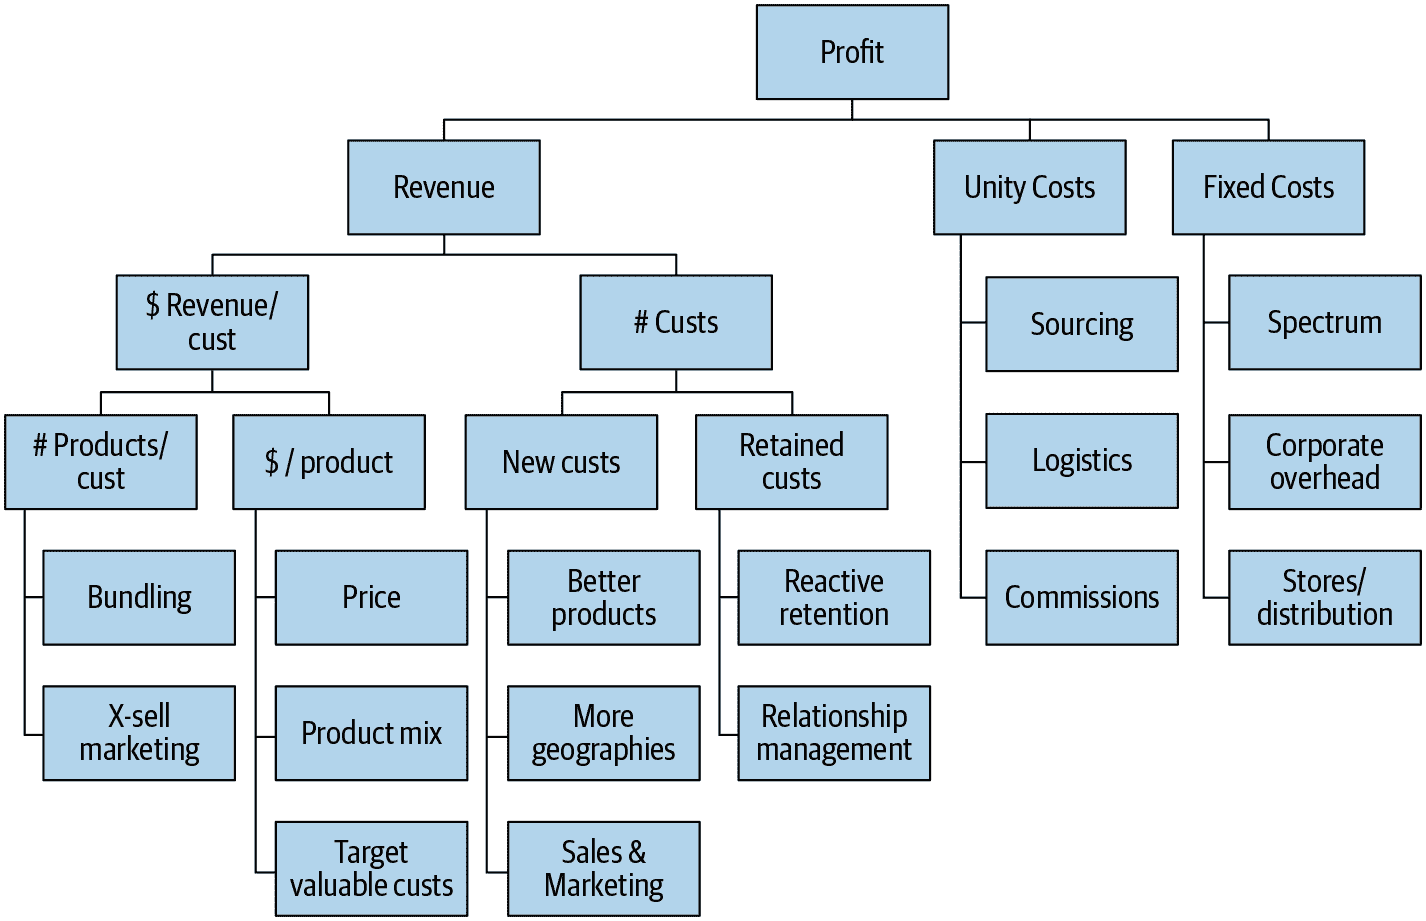 Profit
Revenue
Unity Costs
Fixed Costs
$ Revenue/
cust
# Custs
Sourcing
Spectrum
# Products/
cust
$ / product
New custs
Retained
custs
Logistics
Corporate
overhead
Bundling
Price
Better
products
Reactive
retention
Commissions
Stores/
distribution
X-sell
marketing
Product mix
More
geographies
Relationship
management
Target
valuable custs
Sales &
Marketing